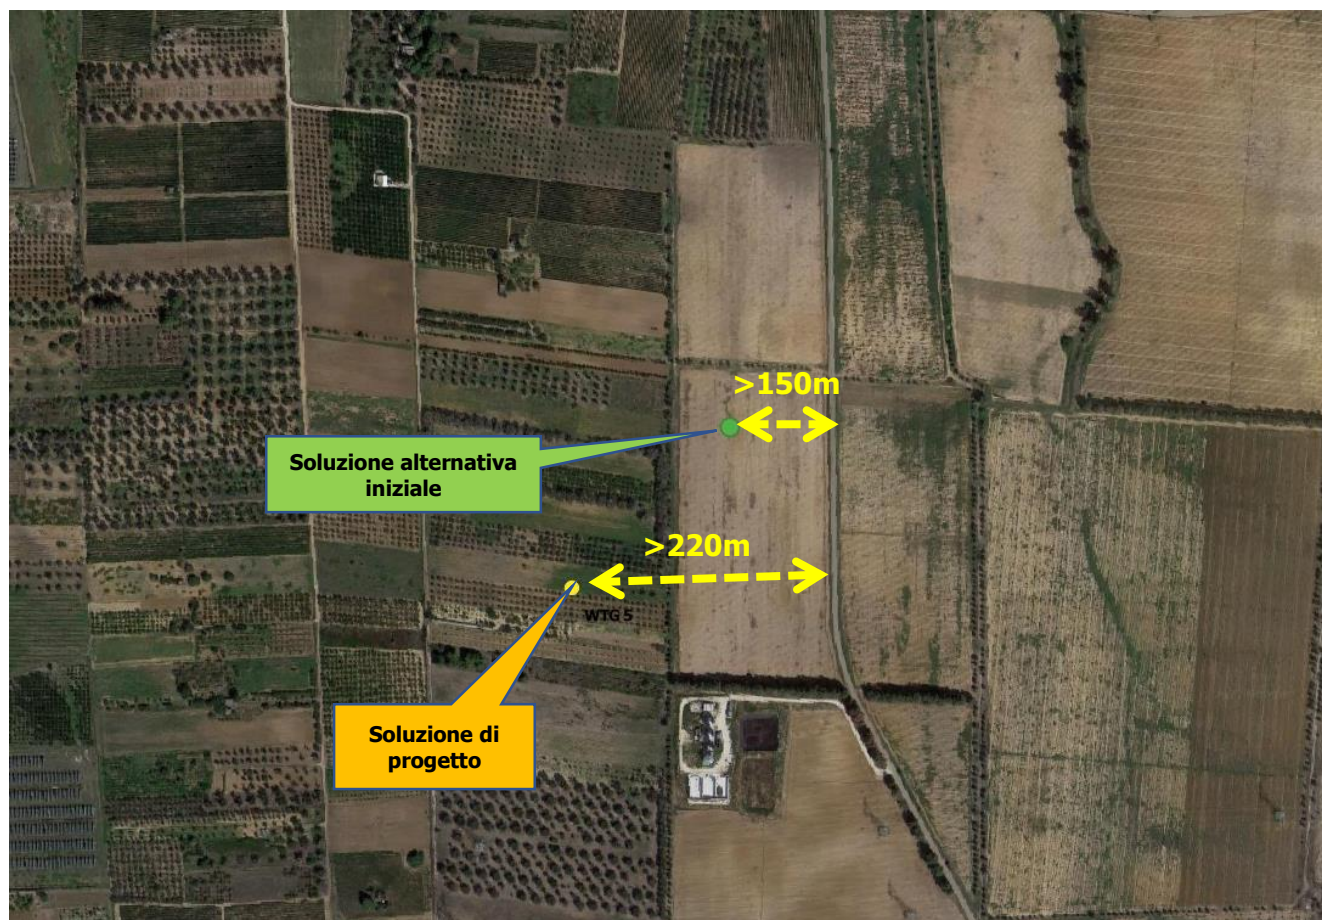 >150m
Soluzione alternativa
iniziale
>220m
WTG 5
Soluzione di
progetto